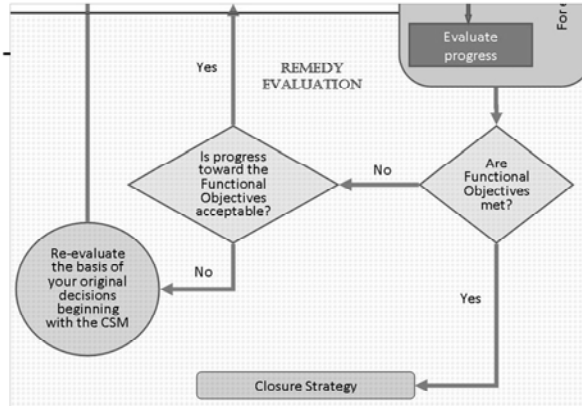 For
Evaluate
progress
Yes
REMEDY
EVALUATION
Is progress
toward the
Functional
Objectives
acceptable?
No
Are
Functional
Objectives
met?
Re-evaluate
the basis of
your original
decisions
beginning
with the CSM
No
Yes
Closure Strategy